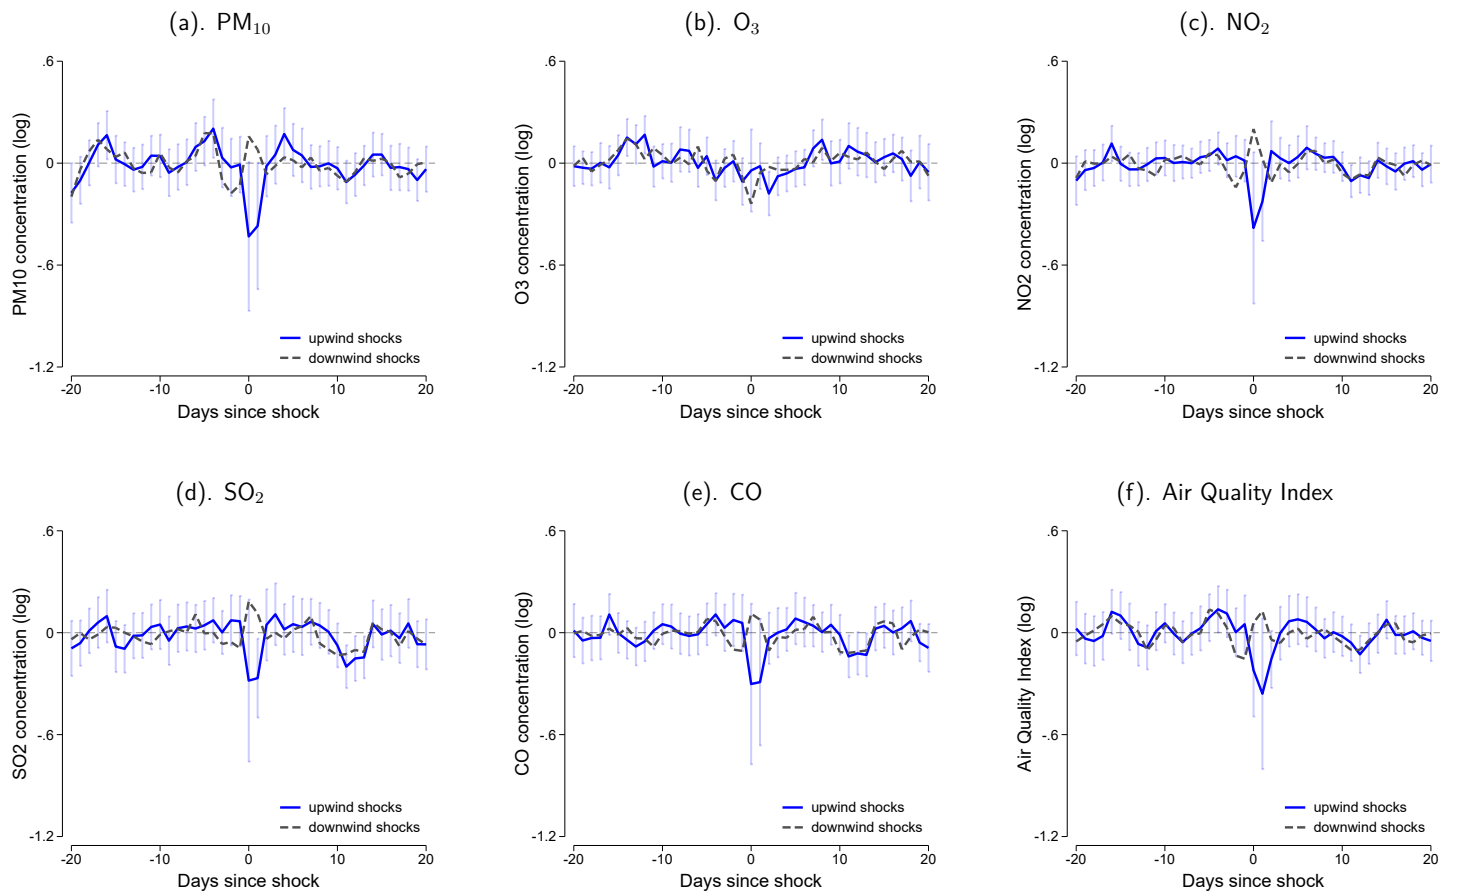 (a). PM₁₀
PM10 concentration (log)
.6
0
-.6
-1.2
upwind shocks
downwind shocks
-20 -10 0 10 20
Days since shock
(b). O₃
O3 concentration (log)
.6
0
-.6
-1.2
upwind shocks
downwind shocks
-20 -10 0 10 20
Days since shock
(c). NO₂
NO2 concentration (log)
.6
0
-.6
-1.2
upwind shocks
downwind shocks
-20 -10 0 10 20
Days since shock
(d). SO₂
SO2 concentration (log)
.6
0
-.6
-1.2
upwind shocks
downwind shocks
-20 -10 0 10 20
Days since shock
(e). CO
CO concentration (log)
.6
0
-.6
-1.2
upwind shocks
downwind shocks
-20 -10 0 10 20
Days since shock
(f). Air Quality Index
Air Quality Index (log)
.6
0
-.6
-1.2
upwind shocks
downwind shocks
-20 -10 0 10 20
Days since shock